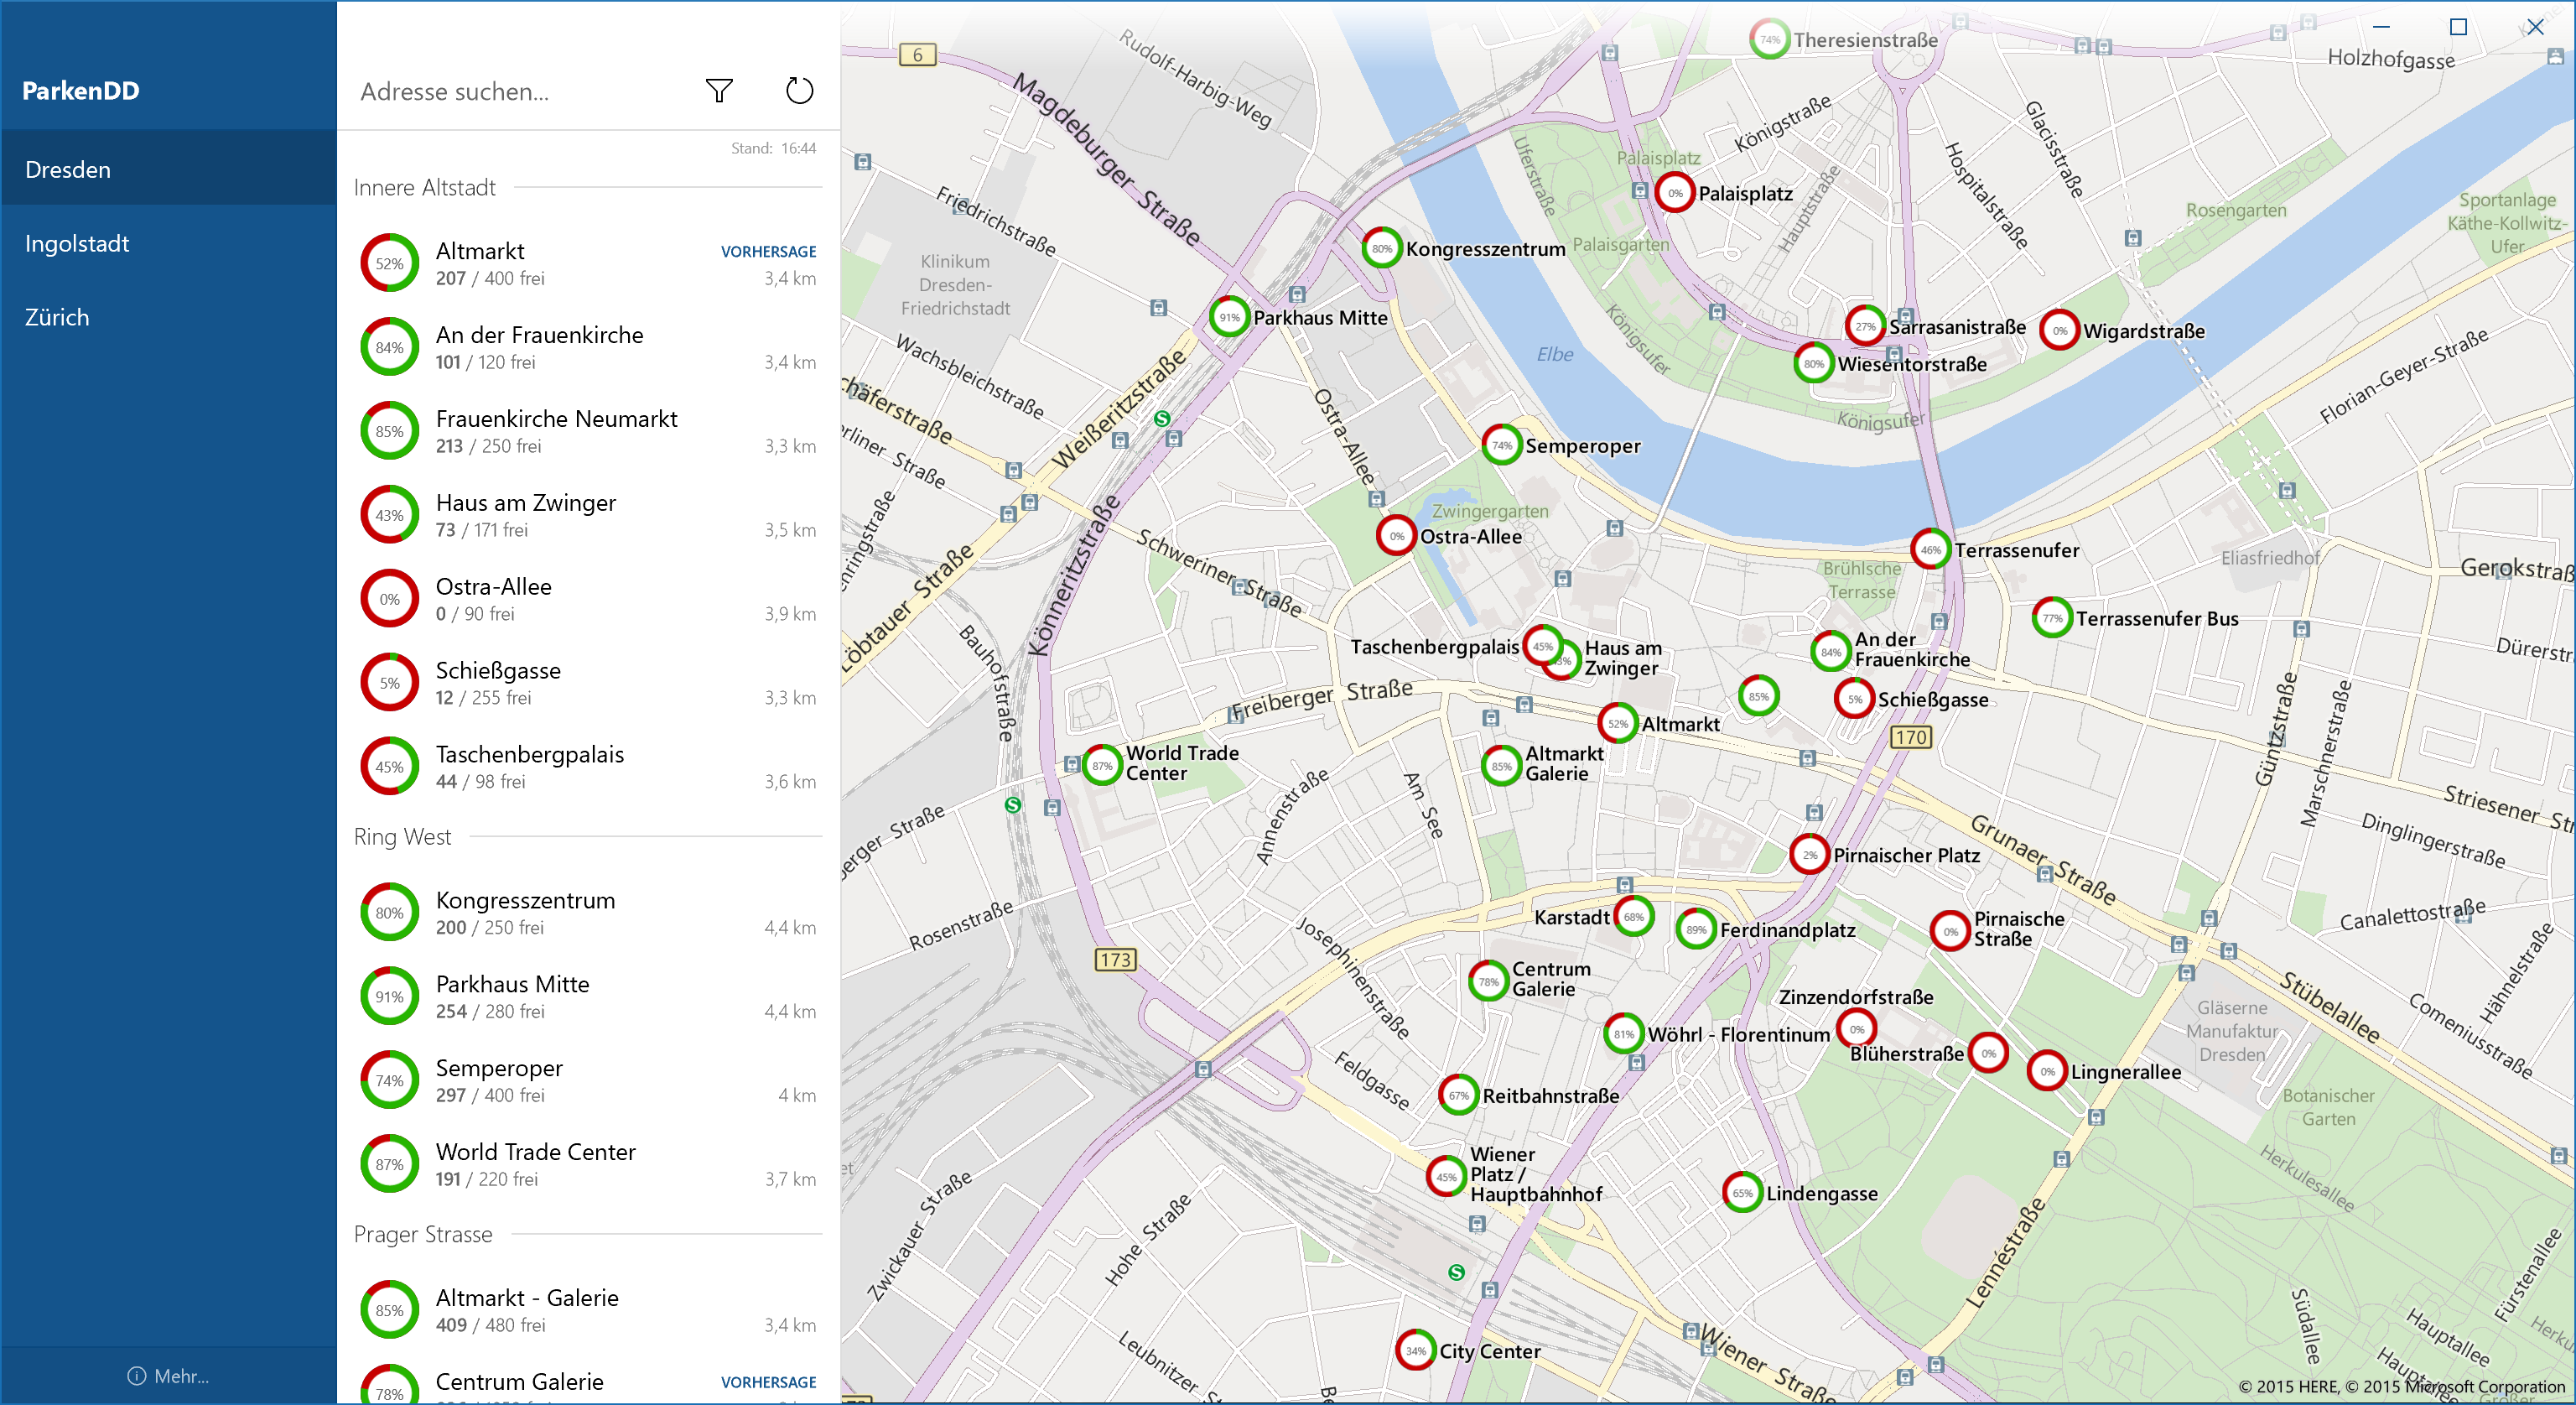 ParkenDD
Dresden
Ingolstadt
Zürich
Mehr...
Adresse suchen...
Stand: 16:44
Innere Altstadt
52%
Altmarkt
VORHERSAGE
207 / 400 frei
3,4 km
84%
An der Frauenkirche
101 / 120 frei
3,4 km
85%
Frauenkirche Neumarkt
213 / 250 frei
3,3 km
43%
Haus am Zwinger
73 / 171 frei
3,5 km
0%
Ostra-Allee
0 / 90 frei
3,9 km
5%
Schießgasse
12 / 255 frei
3,3 km
45%
Taschenbergpalais
44 / 98 frei
3,6 km
Ring West
80%
Kongresszentrum
200 / 250 frei
4,4 km
91%
Parkhaus Mitte
254 / 280 frei
4,4 km
74%
Semperoper
297 / 400 frei
4 km
87%
World Trade Center
191 / 220 frei
3,7 km
Prager Strasse
85%
Altmarkt - Galerie
409 / 480 frei
3,4 km
78%
Centrum Galerie
VORHERSAGE
6
Rudolf-Harbig-Weg
74%
Theresienstraße
Holzhofgasse
Magdeburger Straße
Königstraße
Glacisstraße
Uferstraße
Palaisplatz
Hospitalstraße
0%
Palaisplatz
Hauptstraße
Friedrichstraße
Rosengarten
Sportanlage
Käthe-Kollwitz-
Ufer
Palaisgarten
80%
Kongresszentrum
Klinikum
Dresden-
Friedrichstadt
91%
Parkhaus Mitte
Königsufer
27%
Sarrasanistraße
0%
Wigardstraße
Elbe
80%
Wiesentorstraße
Wachsbleichstraße
Weißeritzstraße
Florian-Geyer-Straße
Königsufer
Ostra-Allee
74%
Semperoper
Zwingergarten
0%
Ostra-Allee
Könneritzstraße
Schweriner Straße
Löbtauer Straße
46%
Terrassenufer
Brühlsche
Terrasse
Eliasfriedhof
77%
Terrassenufer Bus
Bauhofstraße
Taschenbergpalais
45%
Haus am
Zwinger
84%
An der
Frauenkirche
Freiberger Straße
85%
5%
Schießgasse
52%
Altmarkt
170
Güntzstraße
Marschnerstraße
87%
World Trade
Center
85%
Altmarkt
Galerie
Am See
Annenstraße
Grunaer Straße
Dinglingerstraße
2%
Pirnaischer Platz
Rosenstraße
Josephinenstraße
Karstadt
68%
89%
Ferdinandplatz
0%
Pirnaische
Straße
Canalettostraße
Hähnelstraße
173
78%
Centrum
Galerie
Zinzendorfstraße
0%
Gläserne
Manufaktur
Dresden
Stübelallee
Comeniusstraße
81%
Wöhrl - Florentinum
Blüherstraße
0%
0%
Lingnerallee
Feldgasse
67%
Reitbahnstraße
Botanischer
Garten
45%
Wiener
Platz /
Hauptbahnhof
65%
Lindengasse
Herkulesallee
Zwickauer Straße
Hohe Straße
Lennéstraße
Südallee
Fürstenallee
Hauptallee
34%
City Center
Wiener Straße
© 2015 HERE, © 2015 Microsoft Corporation